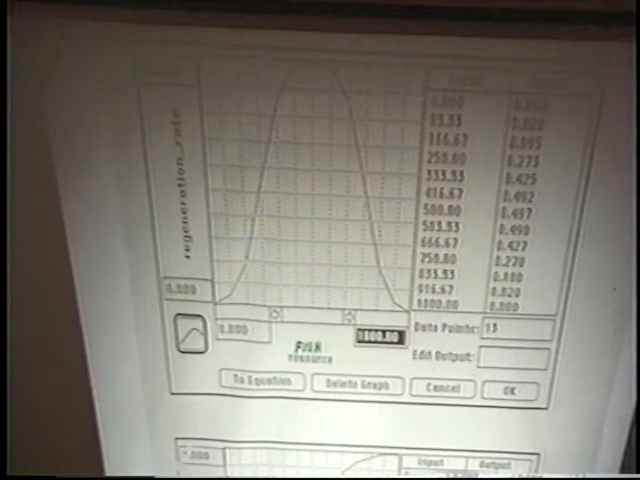 regeneration_rate
0.000
83.33 0.020
166.67 0.095
250.00 0.273
333.33 0.425
416.67 0.492
500.00 0.497
583.33 0.490
666.67 0.427
750.00 0.270
833.33
916.67 0.020
1000.00 0.000
0.000
0.000
1000.00
Data Points: 13
Edit Output:
Fish
resource
To Equation
Delete Graph
Cancel
OK
Input Output